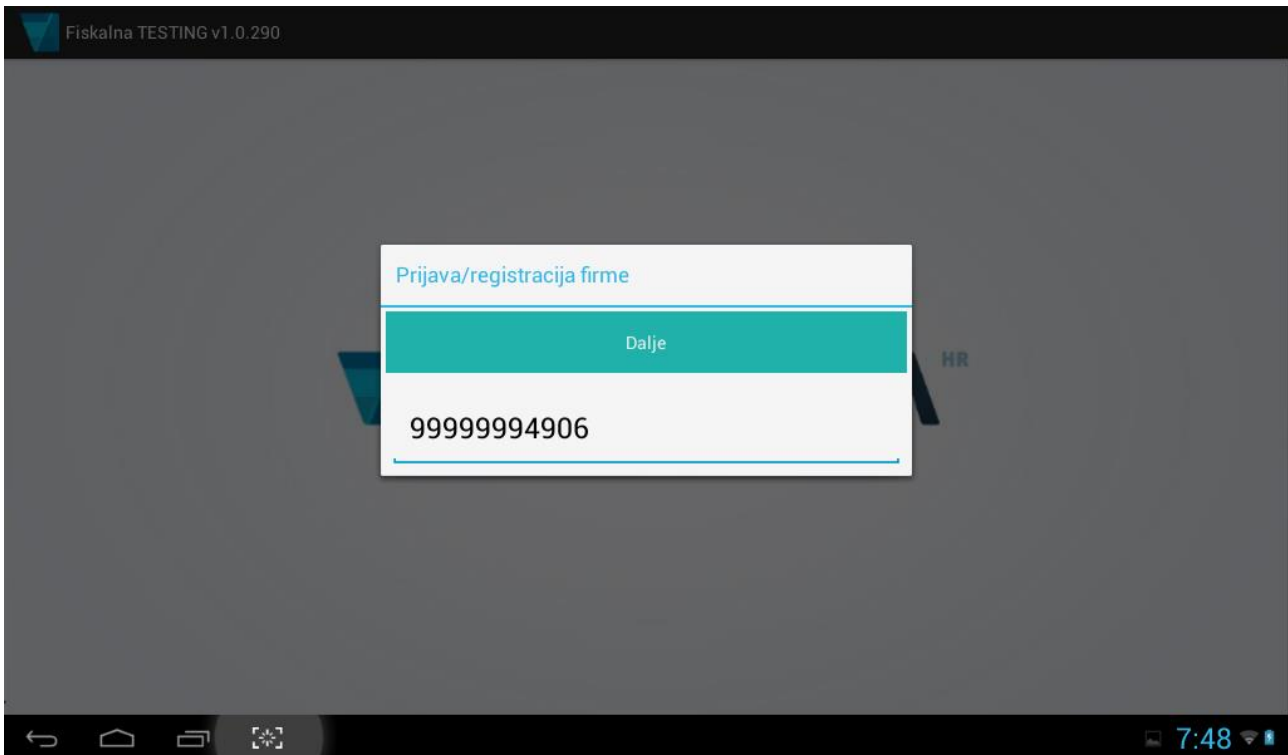 Fiskalna TESTING v1.0.290
Prijava/registracija firme
Dalje
HR
99999994906
7:48